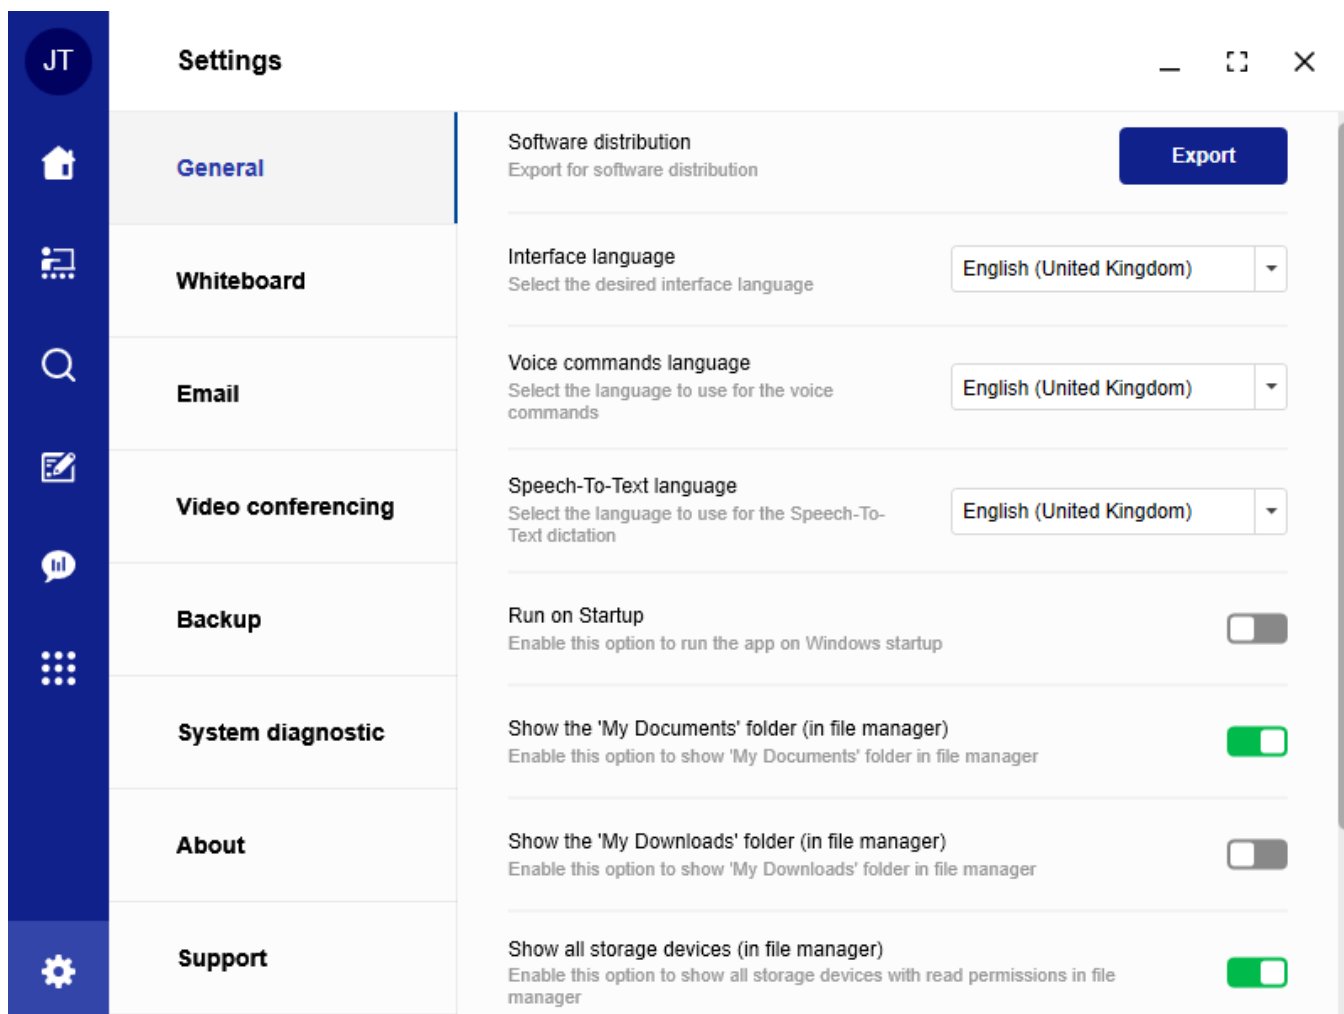 JT
Settings
General
Whiteboard
Email
Video conferencing
Backup
System diagnostic
About
Support
Software distribution
Export for software distribution
Export
Interface language
Select the desired interface language
English (United Kingdom)
Voice commands language
Select the language to use for the voice
commands
English (United Kingdom)
Speech-To-Text language
Select the language to use for the Speech-To-
Text dictation
English (United Kingdom)
Run on Startup
Enable this option to run the app on Windows startup
Show the 'My Documents' folder (in file manager)
Enable this option to show 'My Documents' folder in file manager
Show the 'My Downloads' folder (in file manager)
Enable this option to show 'My Downloads' folder in file manager
Show all storage devices (in file manager)
Enable this option to show all storage devices with read permissions in file
manager